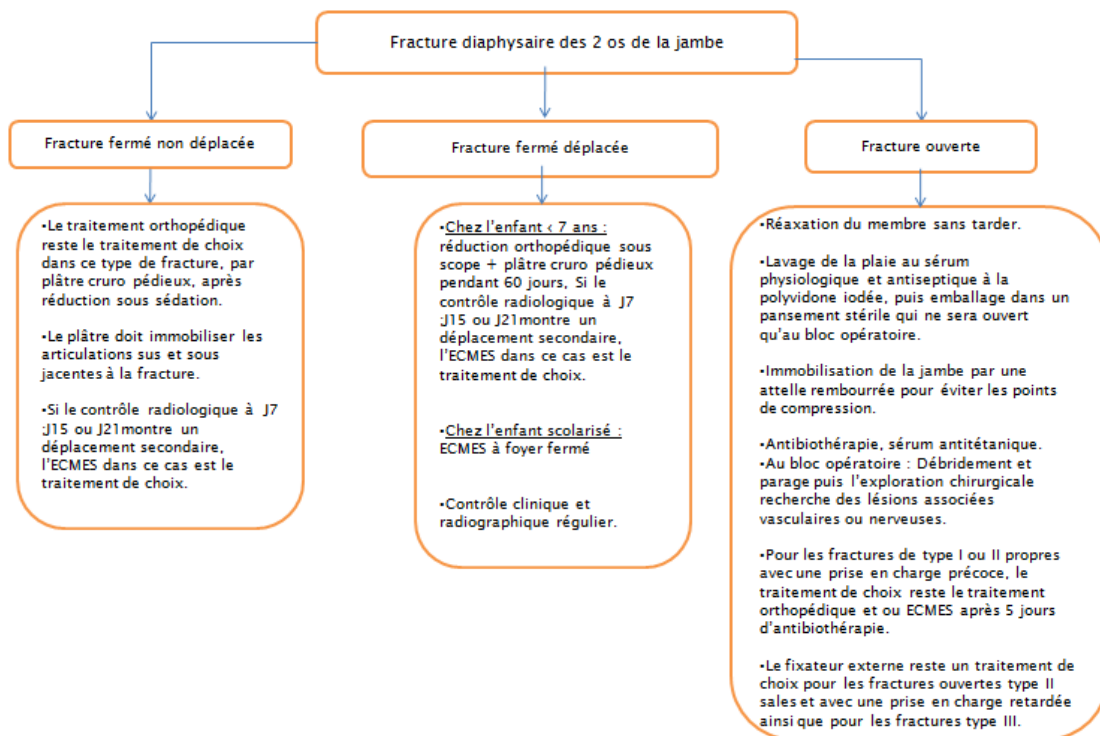 Fracture diaphysaire des 2 os de la jambe
Fracture fermé non déplacée
Fracture fermé déplacée
Fracture ouverte
•Le traitement orthopédique
reste le traitement de choix
dans ce type de fracture, par
plâtre cruro pédieux, après
réduction sous sédation.
•Le plâtre doit immobiliser les
articulations sus et sous
jacentes à la fracture.
•Si le contrôle radiologique à J7
;J15 ou J21montre un
déplacement secondaire,
l'ECMES dans ce cas est le
traitement de choix.
•Chez l'enfant < 7 ans :
réduction orthopédique sous
scope + plâtre cruro pédieux
pendant 60 jours, Si le
contrôle radiologique à J7
;J15 ou J21montre un
déplacement secondaire,
l'ECMES dans ce cas est le
traitement de choix.
•Chez l'enfant scolarisé :
ECMES à foyer fermé
•Contrôle clinique et
radiographique régulier.
•Réaxation du membre sans tarder.
•Lavage de la plaie au sérum
physiologique et antiseptique à la
polyvidone iodée, puis emballage dans un
pansement stérile qui ne sera ouvert
qu'au bloc opératoire.
•Immobilisation de la jambe par une
attelle rembourrée pour éviter les points
de compression.
•Antibiothérapie, sérum antitétanique.
•Au bloc opératoire : Débridement et
parage puis l'exploration chirurgicale
recherche des lésions associées
vasculaires ou nerveuses.
•Pour les fractures de type I ou II propres
avec une prise en charge précoce, le
traitement de choix reste le traitement
orthopédique et ou ECMES après 5 jours
d'antibiothérapie.
•Le fixateur externe reste un traitement de
choix pour les fractures ouvertes type II
sales et avec une prise en charge retardée
ainsi que pour les fractures type III.